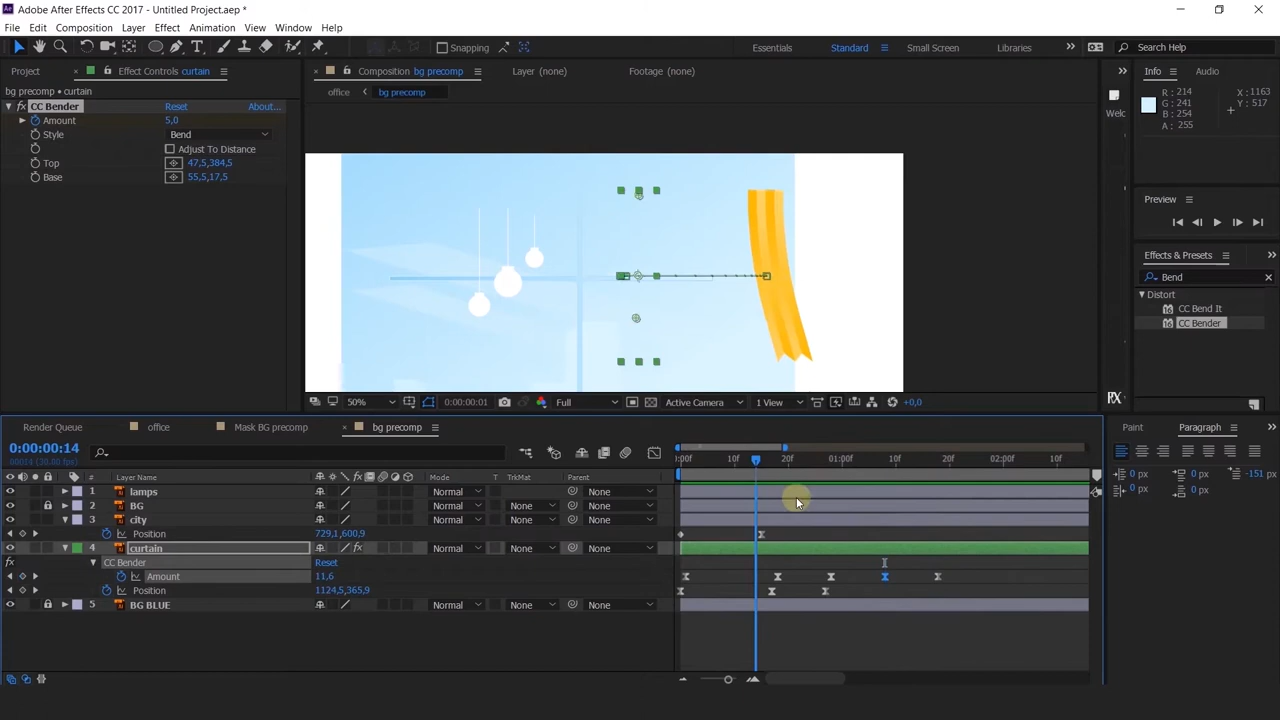 Adobe After Effects CC 2017 - Untitled Project.aep *
File Edit Composition Layer Effect Animation View Window Help
Snapping Essentials Standard Small Screen Libraries Search Help
Project Effect Controls curtain Composition bg precomp Layer (none) Footage (none) Info Audio
bg precomp • curtain office bg precomp
CC Bender Reset About...
Amount 5,0
Style Bend
Adjust To Distance
Top 47,5,384,5
Base 55,5,17,5
R : 214 X : 1163
G : 241 Y : 517
B : 254
A : 255
Welc
Preview
Effects & Presets
Bend
Distort
CC Bend It
CC Bender
50% 0:00:00:01 Full Active Camera 1 View +0,0
Render Queue office Mask BG precomp bg precomp Paint Paragraph
0:00:00:14
00014 (30.00 fps)
0:00f 10f 20f 01:00f 10f 20f 02:00f 10f
# Layer Name Mode T TrkMat Parent
1 lamps Normal None
2 BG Normal None None
3 city Normal None None
Position 729,1,600,9
4 curtain Normal None None
CC Bender Reset
Amount 11,6
Position 1124,5,365,9
5 BG BLUE Normal None None
0 px 0 px -151 px
0 px 0 px